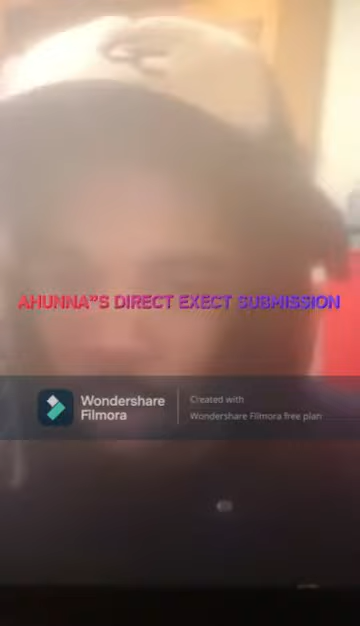 AHUNNA"S DIRECT EXECT SUBMISSION
Wondershare
Filmora
Created with
Wondershare Filmora free plan